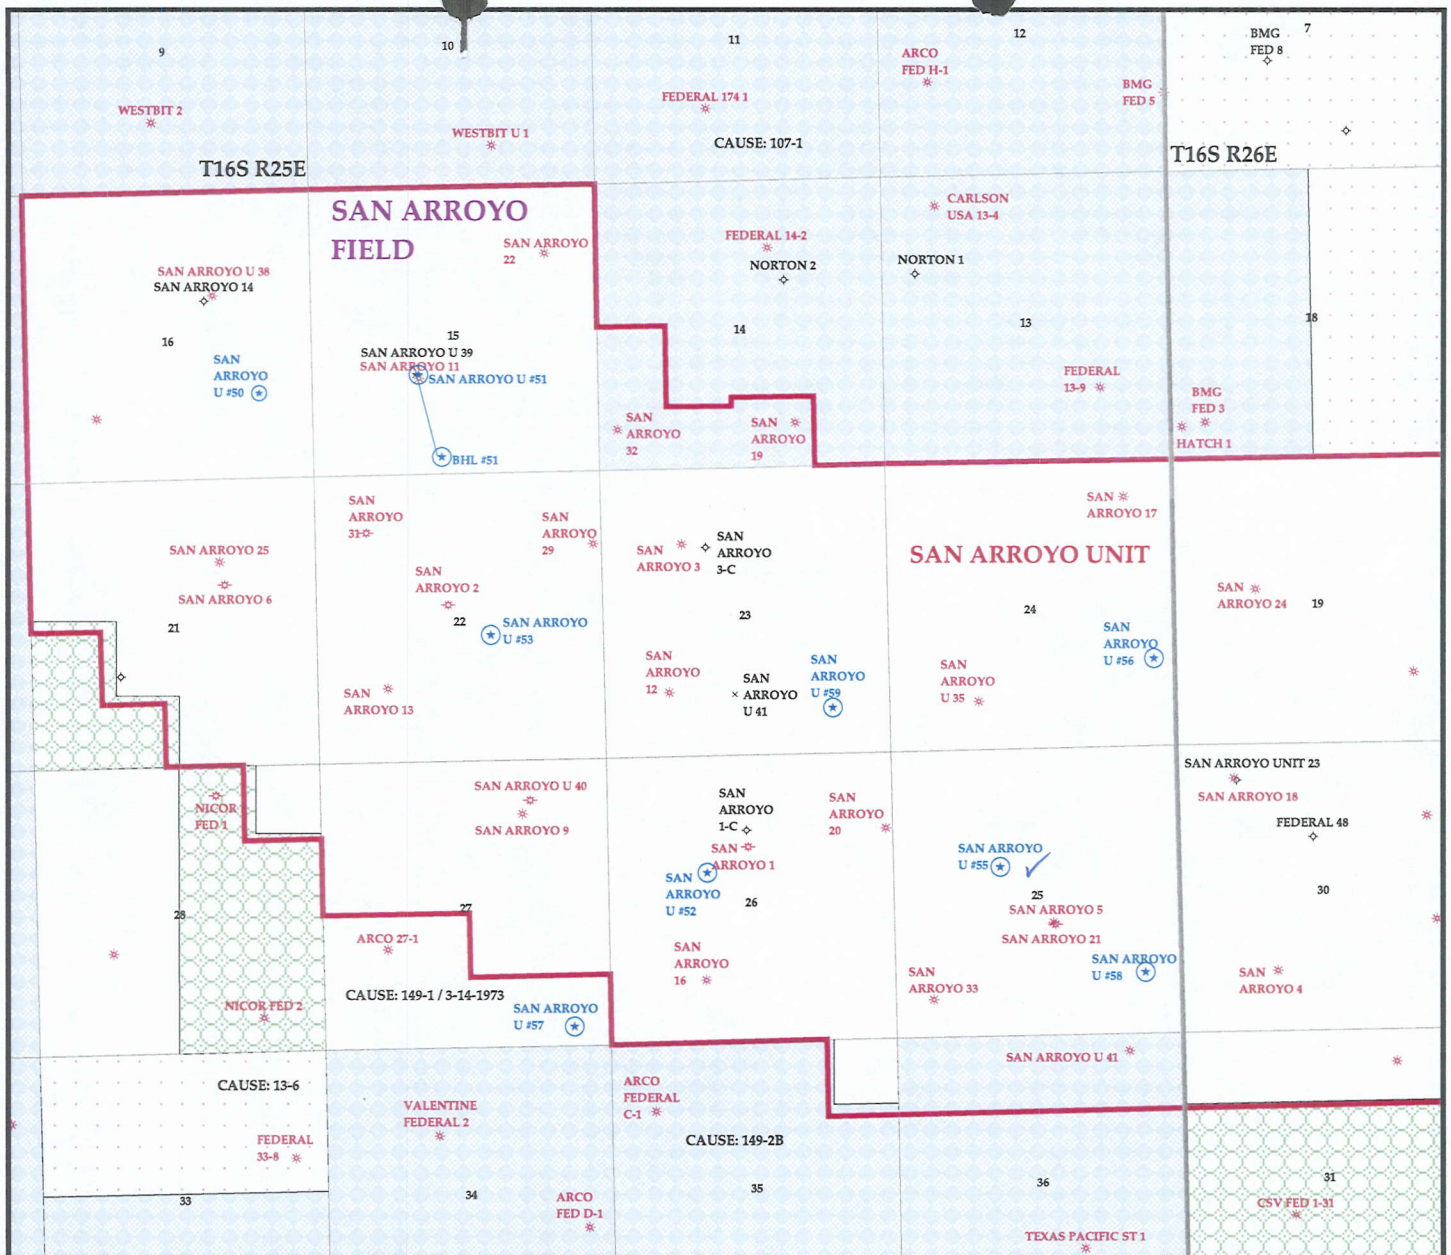 9
10
11
12
7
BMG
FED 8
ARCO
FED H-1
BMG
FED 5
FEDERAL 174 1
WESTBIT 2
WESTBIT U 1
CAUSE: 107-1
T16S R25E
T16S R26E
SAN ARROYO
FIELD
CARLSON
USA 13-4
FEDERAL 14-2
SAN ARROYO
22
NORTON 2
NORTON 1
SAN ARROYO U 38
SAN ARROYO 14
16
15
14
13
18
SAN ARROYO U 39
SAN ARROYO 11
SAN ARROYO U #51
SAN
ARROYO
U #50
FEDERAL
13-9
BMG
FED 3
HATCH 1
SAN
ARROYO
32
SAN
ARROYO
19
BHL #51
SAN
ARROYO
31
SAN
ARROYO
29
SAN
ARROYO 17
SAN ARROYO 25
SAN ARROYO 6
SAN
ARROYO 2
SAN
ARROYO 3
SAN
ARROYO
3-C
SAN ARROYO UNIT
SAN
ARROYO 24
19
21
22
23
24
SAN ARROYO
U #53
SAN
ARROYO
U #56
SAN
ARROYO
12
SAN
ARROYO
U 41
SAN
ARROYO
U #59
SAN
ARROYO
U 35
SAN
ARROYO 13
SAN ARROYO UNIT 23
SAN ARROYO 18
FEDERAL 48
NICOR
FED 1
SAN ARROYO U 40
SAN ARROYO 9
SAN
ARROYO
1-C
SAN
ARROYO
20
SAN
ARROYO 1
SAN ARROYO
U #55
SAN
ARROYO
U #52
28
27
26
25
30
SAN ARROYO 5
SAN ARROYO 21
ARCO 27-1
SAN
ARROYO
16
SAN
ARROYO 33
SAN ARROYO
U #58
SAN
ARROYO 4
CAUSE: 149-1 / 3-14-1973
NICOR FED 2
SAN ARROYO
U #57
SAN ARROYO U 41
CAUSE: 13-6
ARCO
FEDERAL
C-1
VALENTINE
FEDERAL 2
CAUSE: 149-2B
FEDERAL
33-8
33
34
35
36
31
ARCO
FED D-1
CSV FED 1-31
TEXAS PACIFIC ST 1